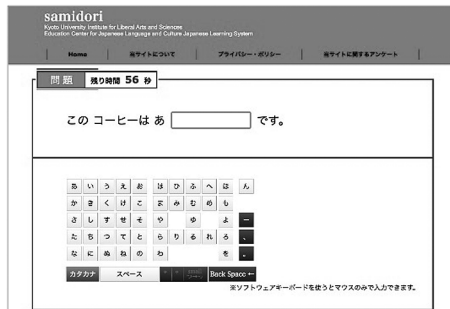 samidori
Kyoto University Institute for Liberal Arts and Sciences
Education Center for Japanese Language and Culture Japanese Learning System
Home 当サイトについて プライバシー・ポリシー 当サイトに関するアンケート
問題 残り時間 56 秒
この コーヒーは あ です。
あ い う え お は ひ ふ へ ほ ん
か き く け こ ま み む め も
さ し す せ そ や ゆ よ ー
た ち つ て と ら り る れ ろ 、
な に ぬ ね の わ を 。
カタカナ スペース Back Space ←
※ソフトウェアキーボードを使うとマウスのみで入力できます。